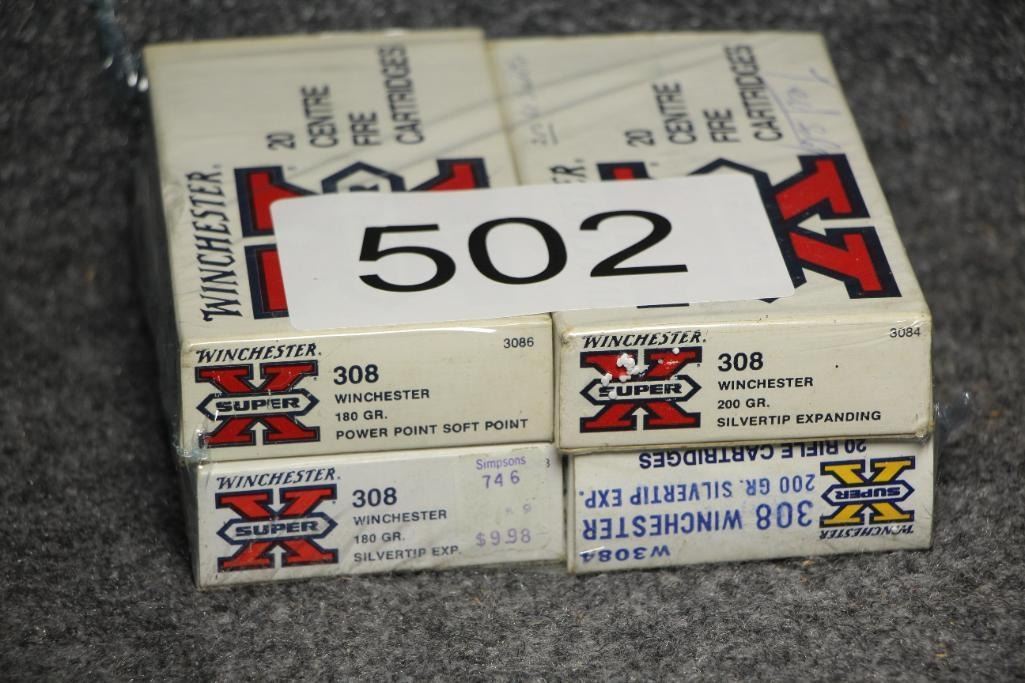 20
CENTRE
FIRE
CARTRIDGES
WINCHESTER.
20
CENTRE
FIRE
CARTRIDGES
R.
502
WINCHESTER.
3086
X
SUPER
308
WINCHESTER
180 GR.
POWER POINT SOFT POINT
WINCHESTER.
3084
X
SUPER
308
WINCHESTER
200 GR.
SILVERTIP EXPANDING
WINCHESTER.
X
SUPER
308
WINCHESTER
180 GR.
SILVERTIP EXP.
Simpsons
746
$9.98
W3084
308 WINCHESTER
200 GR. SILVERTIP EXP.
20 RIFLE CARTRIDGES
WINCHESTER
X
SUPER